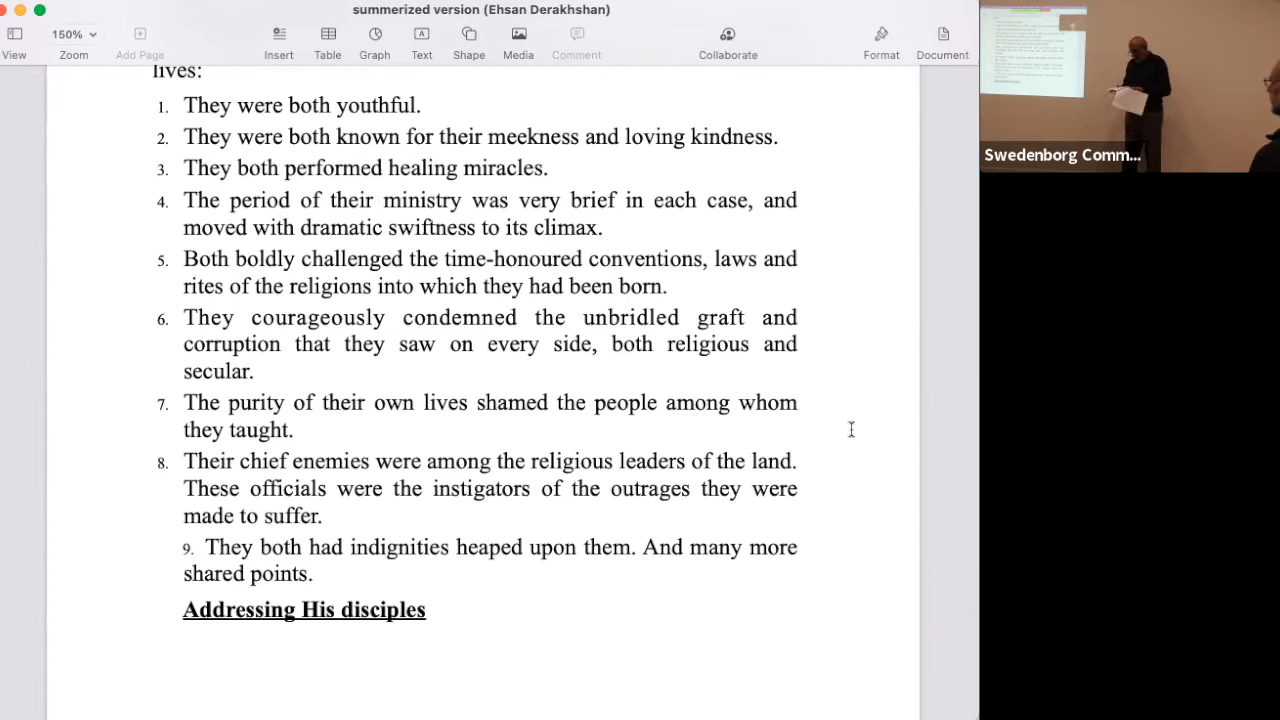 summerized version (Ehsan Derakhshan)
150%
View
Zoom
Add Page
Insert
Table
Graph
Text
Shape
Media
Comment
Collaborate
Format
Document
lives:
1. They were both youthful.
2. They were both known for their meekness and loving kindness.
3. They both performed healing miracles.
4. The period of their ministry was very brief in each case, and
moved with dramatic swiftness to its climax.
5. Both boldly challenged the time-honoured conventions, laws and
rites of the religions into which they had been born.
6. They courageously condemned the unbridled graft and
corruption that they saw on every side, both religious and
secular.
7. The purity of their own lives shamed the people among whom
they taught.
8. Their chief enemies were among the religious leaders of the land.
These officials were the instigators of the outrages they were
made to suffer.
9. They both had indignities heaped upon them. And many more
shared points.
Addressing His disciples
Swedenborg Comm...